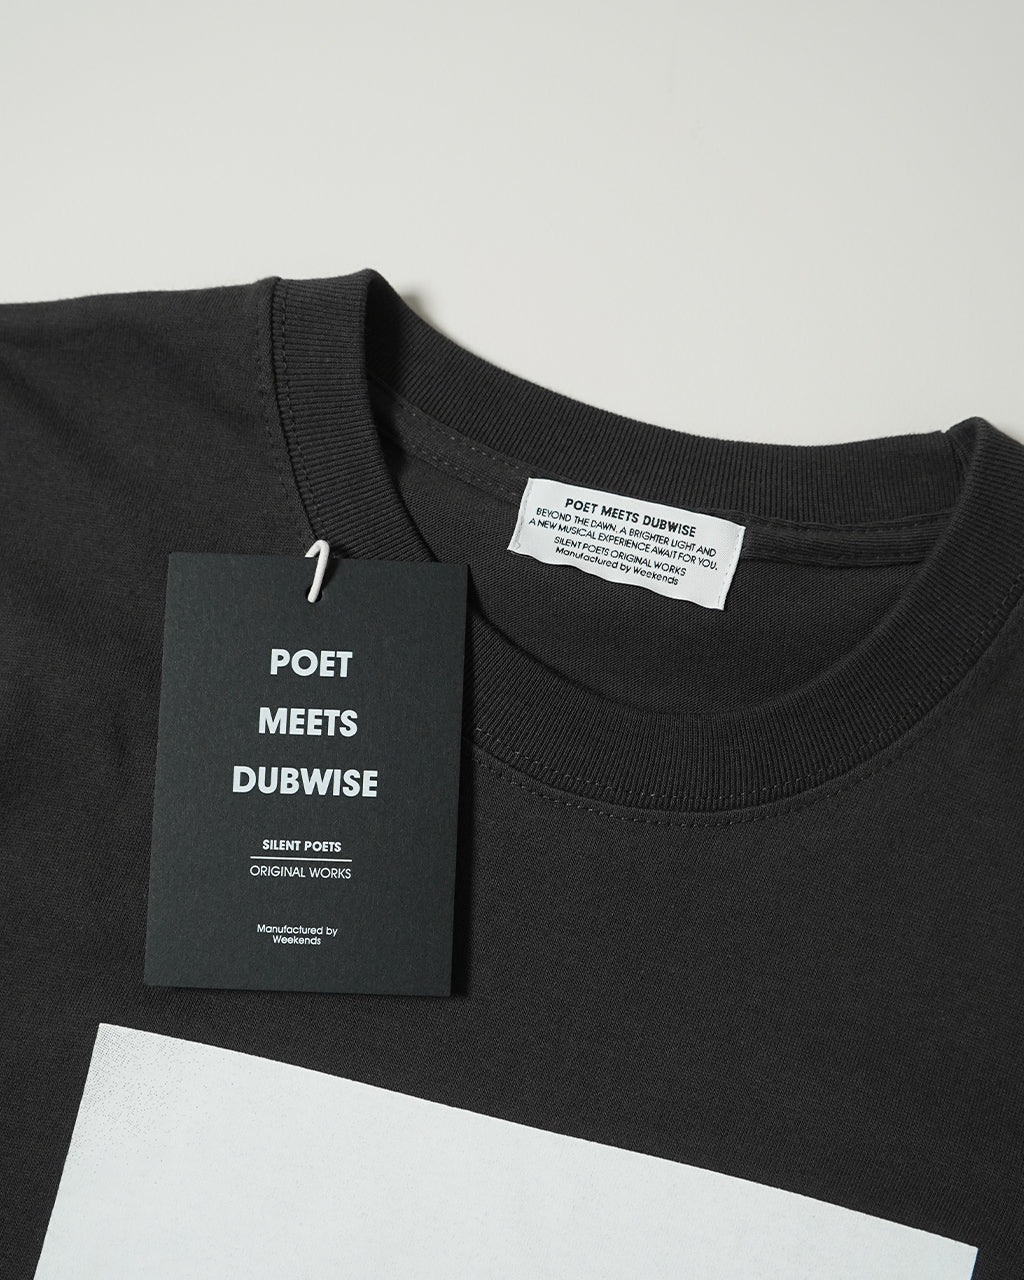 POET MEETS DUBWISE
BEYOND THE DAWN. A BRIGHTER LIGHT AND
A NEW MUSICAL EXPERIENCE AWAIT FOR YOU.
SILENT POETS ORIGINAL WORKS
Manufactured by Weekends
POET
MEETS
DUBWISE
SILENT POETS
ORIGINAL WORKS
Manufactured by
Weekends